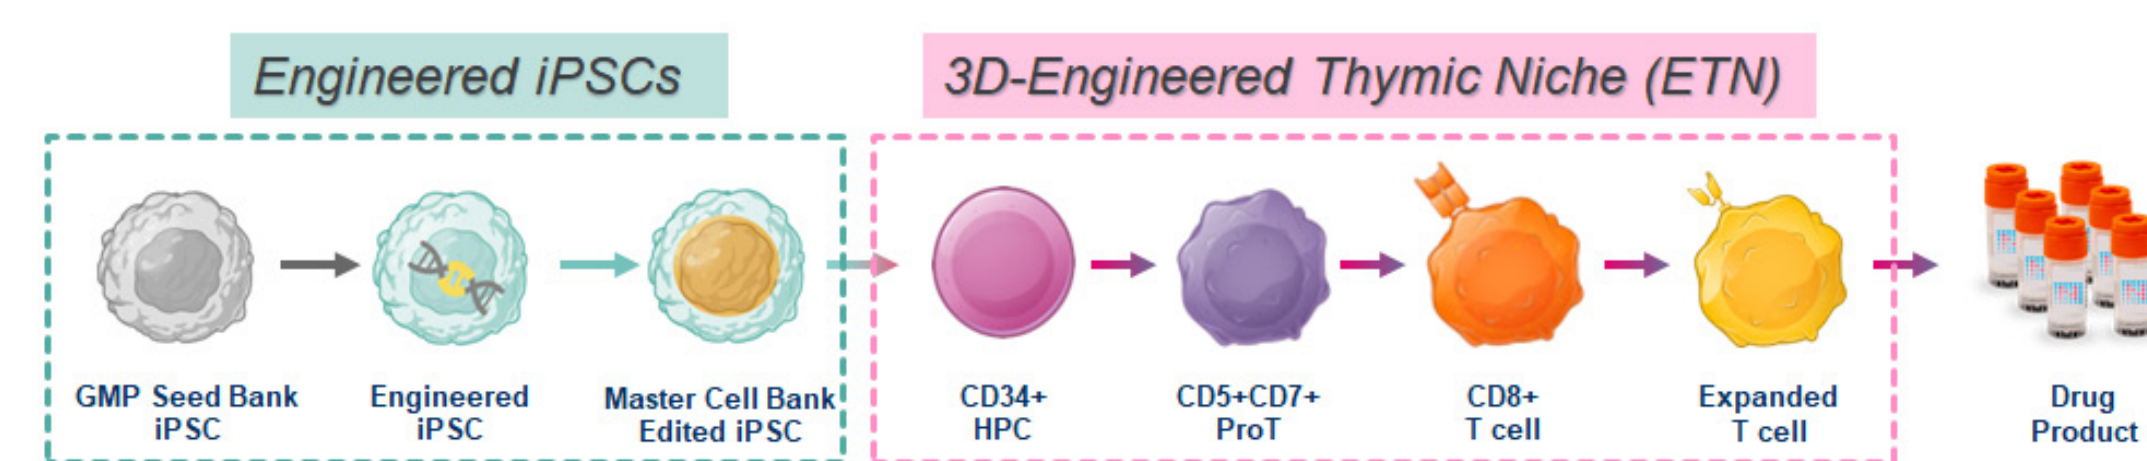 Engineered iPSCs
3D-Engineered Thymic Niche (ETN)
GMP Seed Bank
iPSC
Engineered
iPSC
Master Cell Bank
Edited iPSC
CD34+
HPC
CD5+CD7+
ProT
CD8+
T cell
Expanded
T cell
Drug
Product